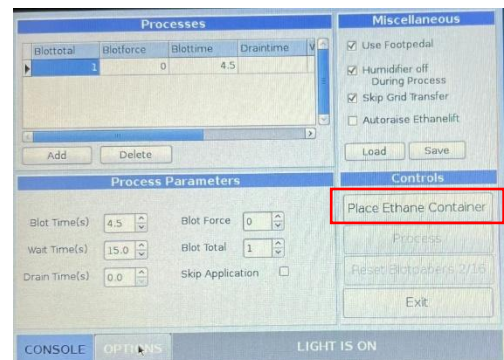 Processes
Blottotal Blotforce Blottime Draintime
1 0 4.5
Add Delete
Process Parameters
Blot Time(s) 4.5 Blot Force 0
Wait Time(s) 15.0 Blot Total 1
Drain Time(s) 0.0 Skip Application
Miscellaneous
Use Footpedal
Humidifier off
During Process
Skip Grid Transfer
Autoraise Ethanelift
Load Save
Controls
Place Ethane Container
Process
Reset Blotpapers 2/16
Exit
CONSOLE OPTIONS LIGHT IS ON